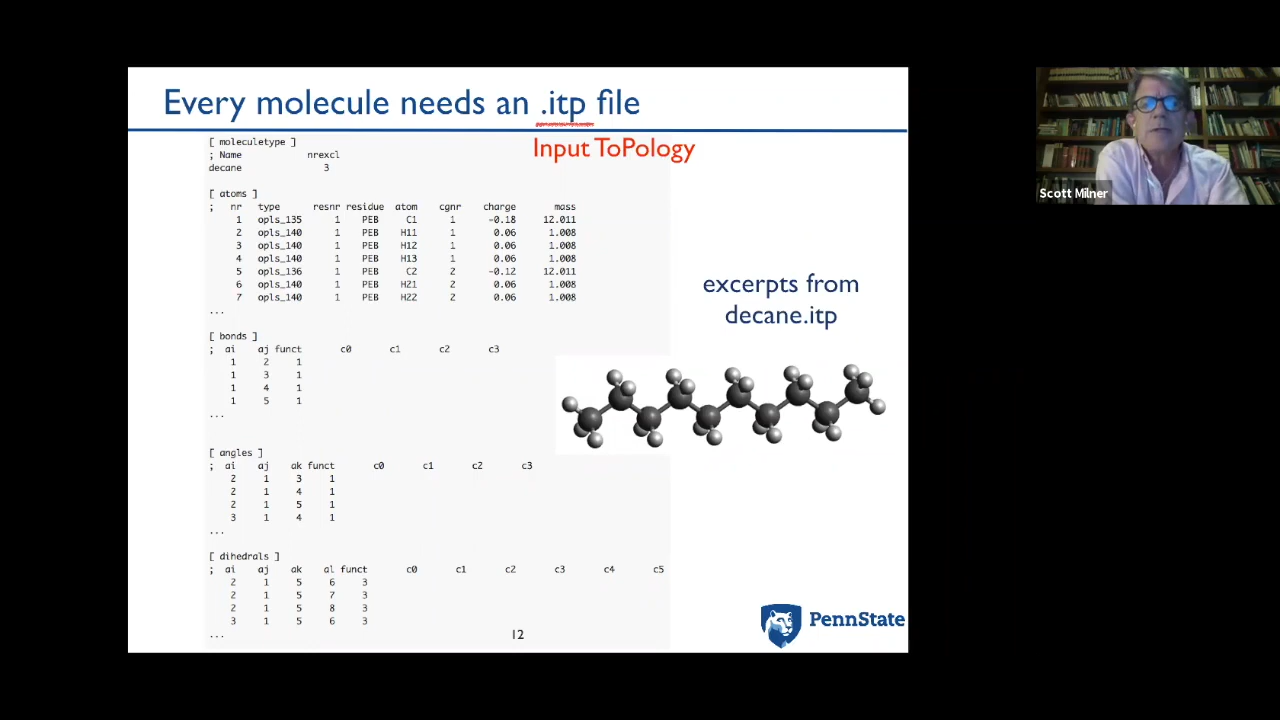 Every molecule needs an .itp file
Input ToPology
[ moleculetype ]
; Name nrexcl
decane 3
[ atoms ]
; nr type resnr residue atom cgnr charge mass
1 opls_135 1 PEB C1 1 -0.18 12.011
2 opls_140 1 PEB H11 1 0.06 1.008
3 opls_140 1 PEB H12 1 0.06 1.008
4 opls_140 1 PEB H13 1 0.06 1.008
5 opls_136 1 PEB C2 2 -0.12 12.011
6 opls_140 1 PEB H21 2 0.06 1.008
7 opls_140 1 PEB H22 2 0.06 1.008
...
[ bonds ]
; ai aj funct c0 c1 c2 c3
1 2 1
1 3 1
1 4 1
1 5 1
...
[ angles ]
; ai aj ak funct c0 c1 c2 c3
2 1 3 1
2 1 4 1
2 1 5 1
3 1 4 1
...
[ dihedrals ]
; ai aj ak al funct c0 c1 c2 c3 c4 c5
2 1 5 6 3
2 1 5 7 3
2 1 5 8 3
3 1 5 6 3
...
excerpts from
decane.itp
12
PennState
Scott Milner